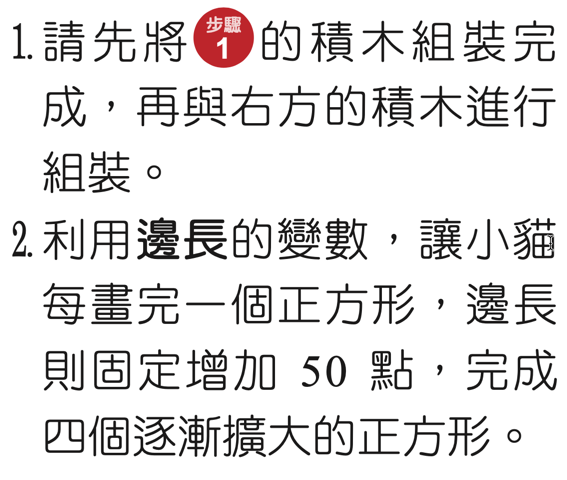 1. 請先將步驟1的積木組裝完
成，再與右方的積木進行
組裝。
2. 利用邊長的變數，讓小貓
每畫完一個正方形，邊長
則固定增加 50 點，完成
四個逐漸擴大的正方形。